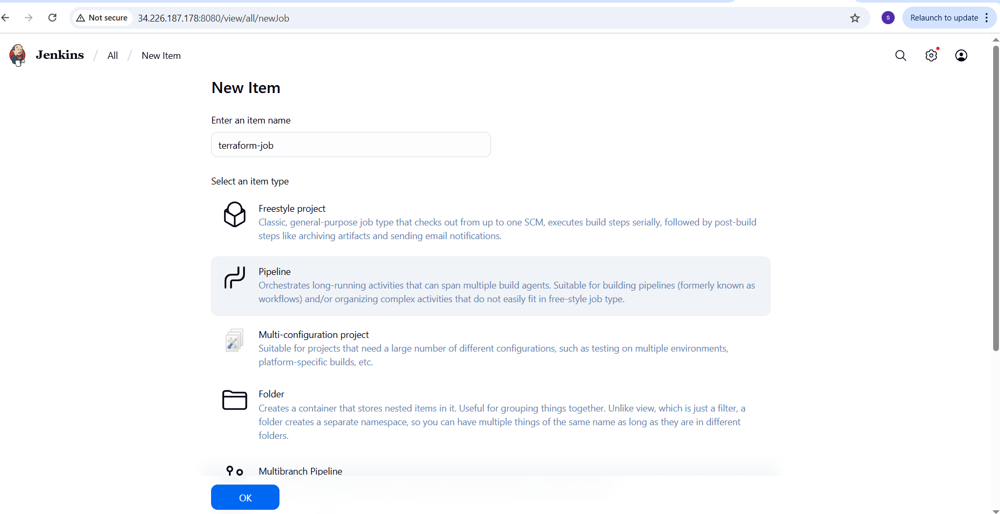 Not secure 34.226.187.178:8080/view/all/newJob S Relaunch to update
Jenkins / All / New Item
New Item
Enter an item name
terraform-job
Select an item type
Freestyle project
Classic, general-purpose job type that checks out from up to one SCM, executes build steps serially, followed by post-build
steps like archiving artifacts and sending email notifications.
Pipeline
Orchestrates long-running activities that can span multiple build agents. Suitable for building pipelines (formerly known as
workflows) and/or organizing complex activities that do not easily fit in free-style job type.
Multi-configuration project
Suitable for projects that need a large number of different configurations, such as testing on multiple environments,
platform-specific builds, etc.
Folder
Creates a container that stores nested items in it. Useful for grouping things together. Unlike view, which is just a filter, a
folder creates a separate namespace, so you can have multiple things of the same name as long as they are in different
folders.
Multibranch Pipeline
OK